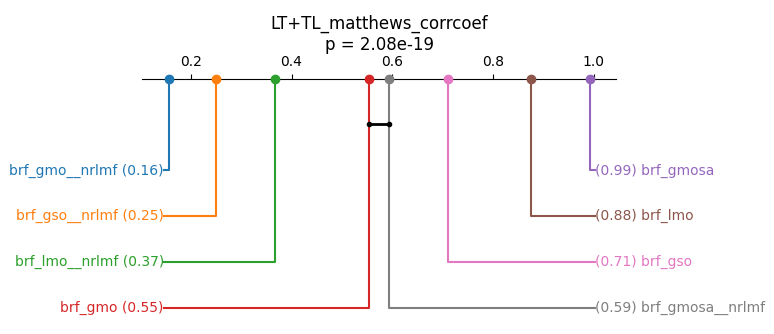 LT+TL_matthews_corrcoef
p = 2.08e-19
0.2 0.4 0.6 0.8 1.0
brf_gmo__nrlmf (0.16) (0.99) brf_gmosa
brf_gso__nrlmf (0.25) (0.88) brf_lmo
brf_lmo__nrlmf (0.37) (0.71) brf_gso
brf_gmo (0.55) (0.59) brf_gmosa__nrlmf